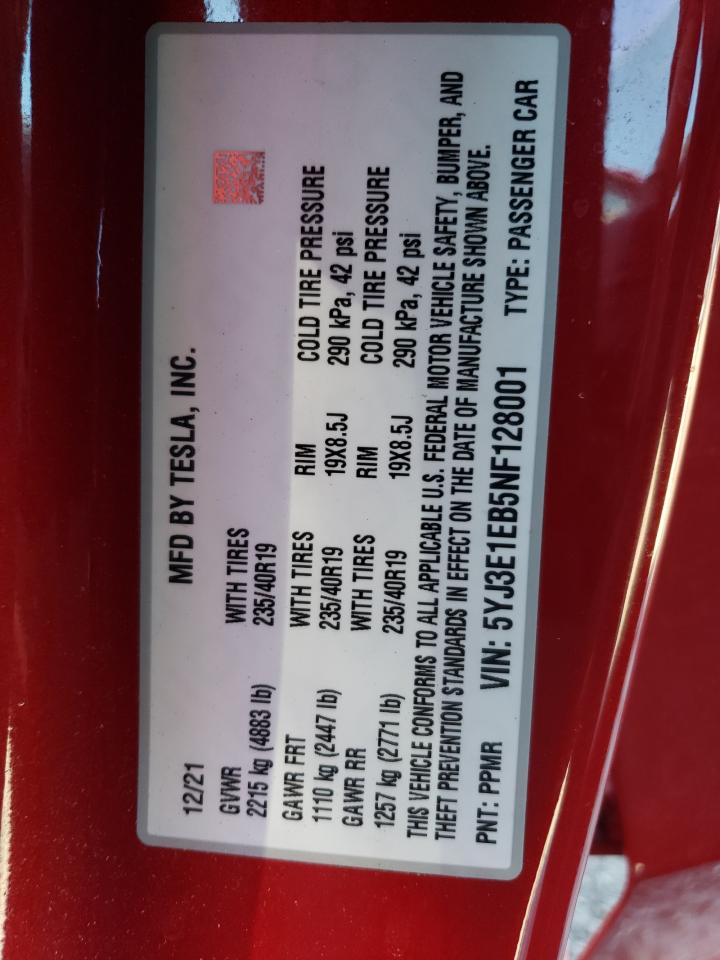 MFD BY TESLA, INC.
12/21
GVWR WITH TIRES
2215 kg (4883 lb) 235/40R19
GAWR FRT WITH TIRES RIM COLD TIRE PRESSURE
1110 kg (2447 lb) 235/40R19 19X8.5J 290 kPa, 42 psi
GAWR RR WITH TIRES RIM COLD TIRE PRESSURE
1257 kg (2771 lb) 235/40R19 19X8.5J 290 kPa, 42 psi
THIS VEHICLE CONFORMS TO ALL APPLICABLE U.S. FEDERAL MOTOR VEHICLE SAFETY, BUMPER, AND
THEFT PREVENTION STANDARDS IN EFFECT ON THE DATE OF MANUFACTURE SHOWN ABOVE.
PNT: PPMR VIN: 5YJ3E1EB5NF128001 TYPE: PASSENGER CAR